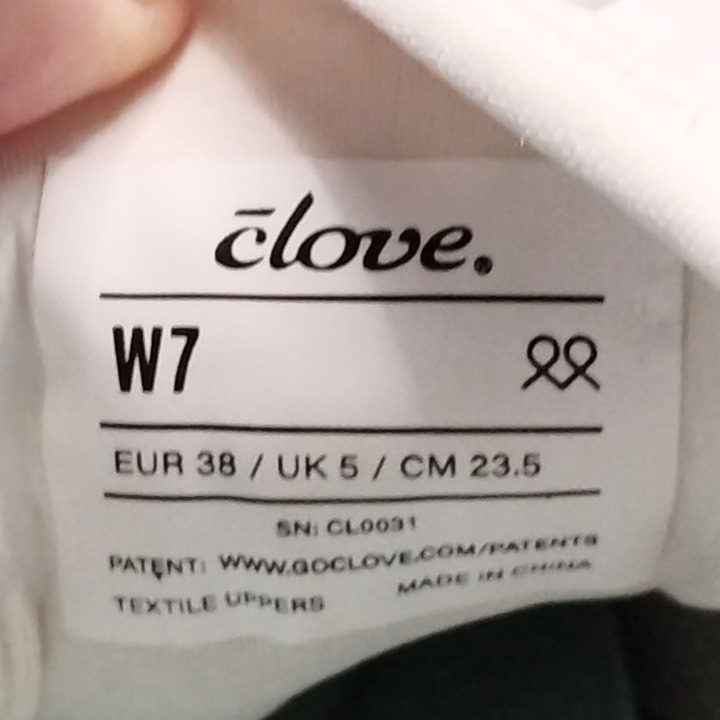 clove.
W7
EUR 38 / UK 5 / CM 23.5
SN: CL0031
PATENT: WWW.GOCLOVE.COM/PATENTS
TEXTILE UPPERS MADE IN CHINA